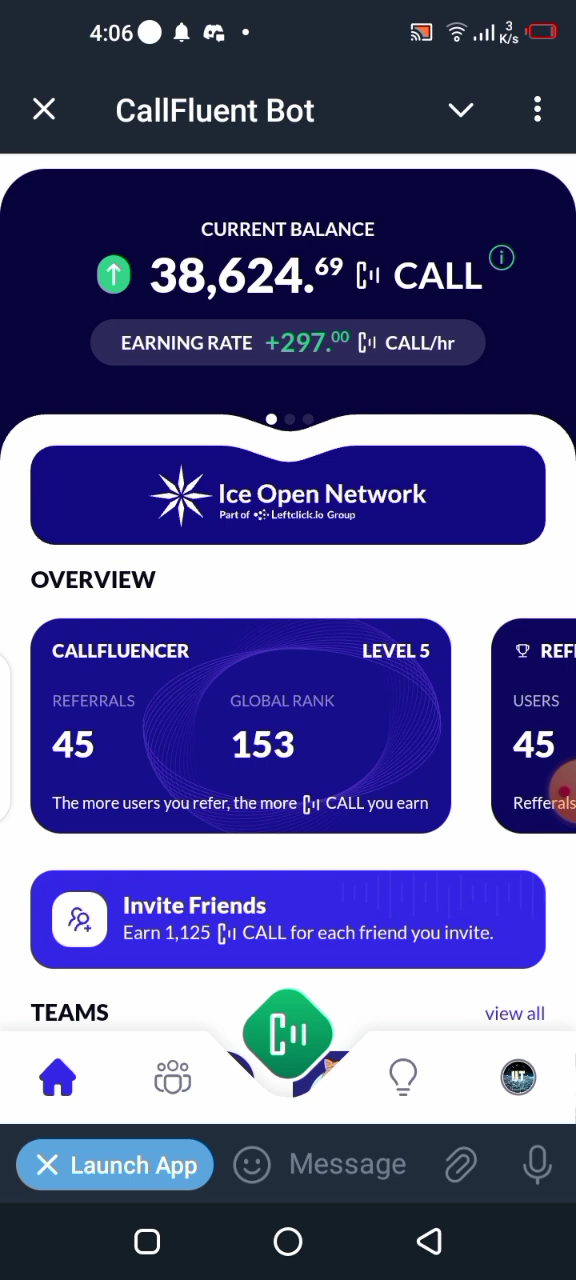 4:06
3
K/s
CallFluent Bot
CURRENT BALANCE
38,624.69 CALL
EARNING RATE +297.00 CALL/hr
Ice Open Network
Part of Leftclick.io Group
OVERVIEW
CALLFLUENCER LEVEL 5
REFERRALS GLOBAL RANK
45 153
The more users you refer, the more CALL you earn
REF
USERS
45
Refferals
Invite Friends
Earn 1,125 CALL for each friend you invite.
TEAMS view all
Launch App Message